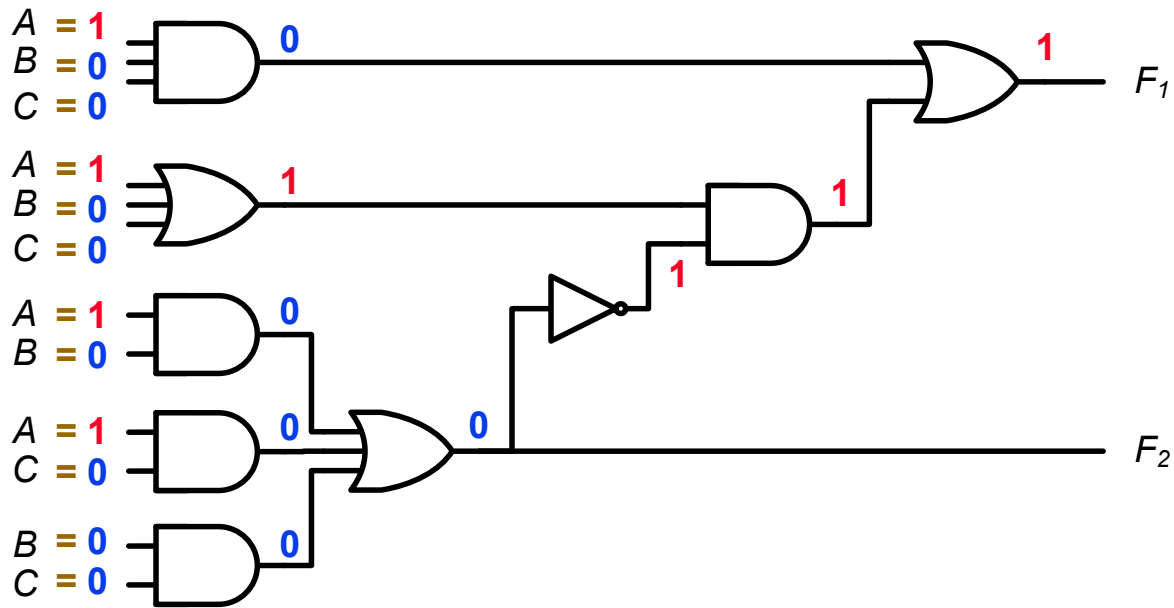 A = 1
0
1
B = 0
F1
C = 0
A = 1
1
1
B = 0
C = 0
1
A = 1
0
B = 0
A = 1
0
0
F2
C = 0
B = 0
0
C = 0